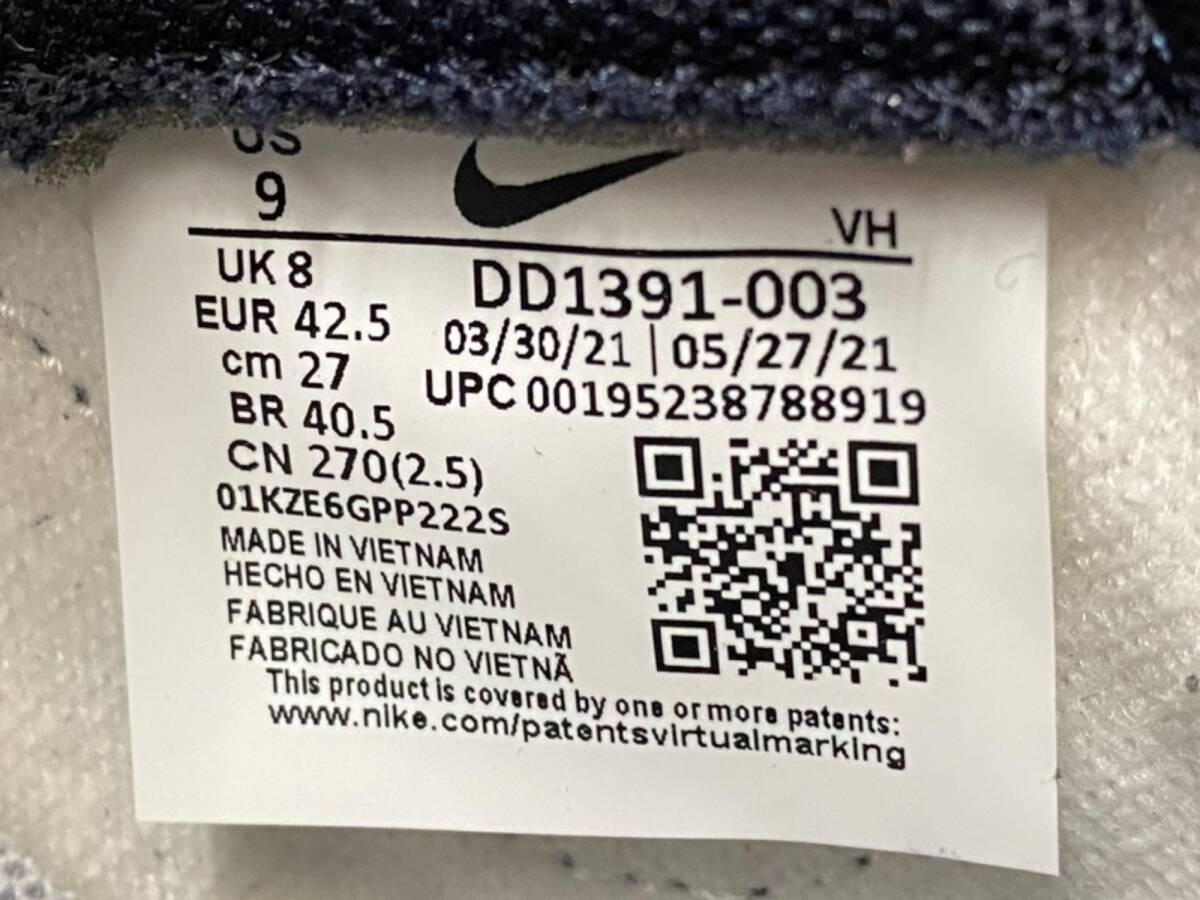 US
9
VH
UK 8
EUR 42.5
cm 27
BR 40.5
CN 270(2.5)
DD1391-003
03/30/21 | 05/27/21
UPC 00195238788919
01KZE6GPP222S
MADE IN VIETNAM
HECHO EN VIETNAM
FABRIQUE AU VIETNAM
FABRICADO NO VIETNÃ
This product is covered by one or more patents:
www.nike.com/patentsvirtualmarking